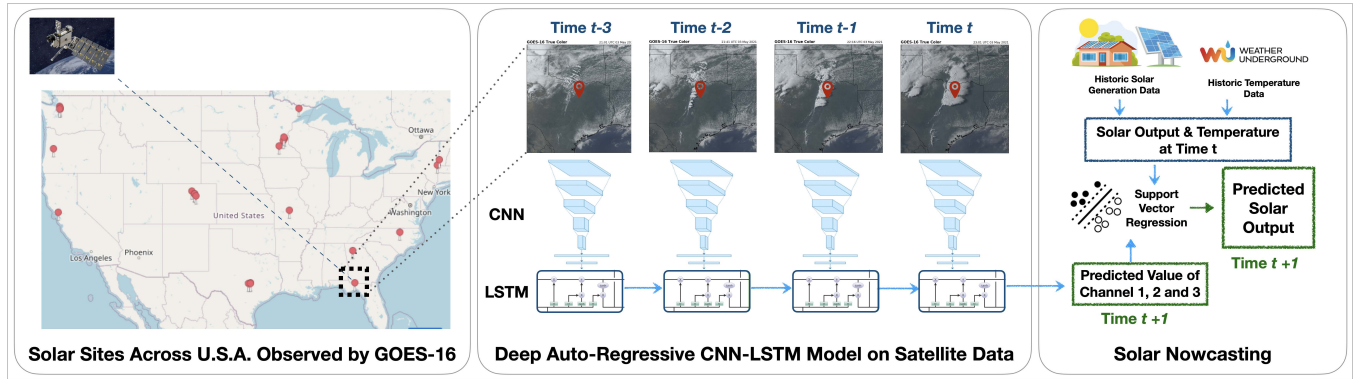 Ottawa
New York
Washington
United States
Los Angeles
Phoenix
Solar Sites Across U.S.A. Observed by GOES-16
Time t-3
Time t-2
Time t-1
Time t
GOES-16 True Color
GOES-16 True Color
GOES-16 True Color
GOES-16 True Color
CNN
LSTM
Deep Auto-Regressive CNN-LSTM Model on Satellite Data
WEATHER
UNDERGROUND
Historic Solar
Generation Data
Historic Temperature
Data
Solar Output & Temperature
at Time t
Support
Vector
Regression
Predicted
Solar
Output
Time t +1
Predicted Value of
Channel 1, 2 and 3
Time t +1
Solar Nowcasting